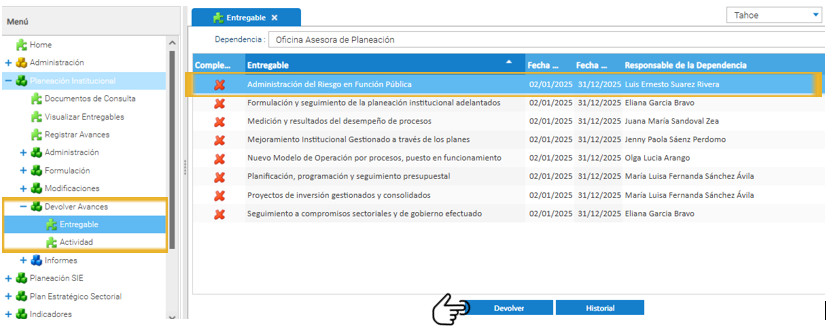 Menú
Home
Administración
Planeación Institucional
Documentos de Consulta
Visualizar Entregables
Registrar Avances
Administración
Formulación
Modificaciones
Devolver Avances
Entregable
Actividad
Informes
Planeación SIE
Plan Estratégico Sectorial
Indicadores
Entregable
Tahoe
Dependencia : Oficina Asesora de Planeación
Comple... Entregable Fecha ... Fecha ... Responsable de la Dependencia
Administración del Riesgo en Función Pública 02/01/2025 31/12/2025 Luis Ernesto Suarez Rivera
Formulación y seguimiento de la planeación institucional adelantados 02/01/2025 31/12/2025 Eliana Garcia Bravo
Medición y resultados del desempeño de procesos 02/01/2025 31/12/2025 Juana María Sandoval Zea
Mejoramiento Institucional Gestionado a través de los planes 02/01/2025 31/12/2025 Jenny Paola Sáenz Perdomo
Nuevo Modelo de Operación por procesos, puesto en funcionamiento 02/01/2025 31/12/2025 Olga Lucia Arango
Planificación, programación y seguimiento presupuestal 02/01/2025 31/12/2025 María Luisa Fernanda Sánchez Ávila
Proyectos de inversión gestionados y consolidados 02/01/2025 31/12/2025 María Luisa Fernanda Sánchez Ávila
Seguimiento a compromisos sectoriales y de gobierno efectuado 02/01/2025 31/12/2025 Eliana Garcia Bravo
Devolver
Historial